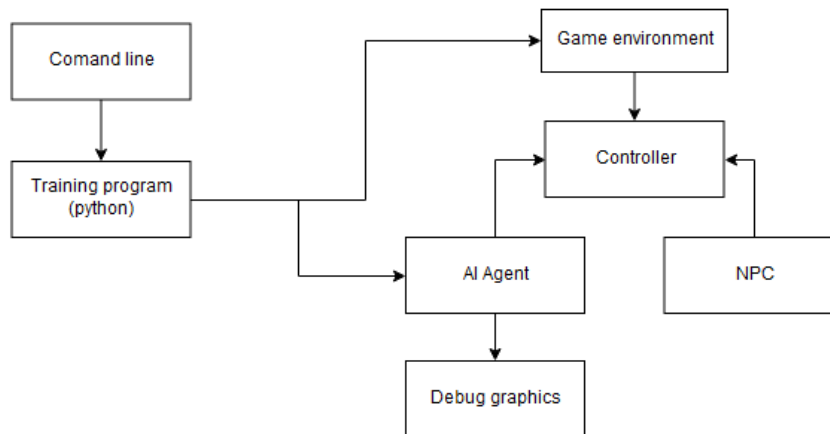 Comand line
Game environment
Training program
(python)
Controller
AI Agent
NPC
Debug graphics